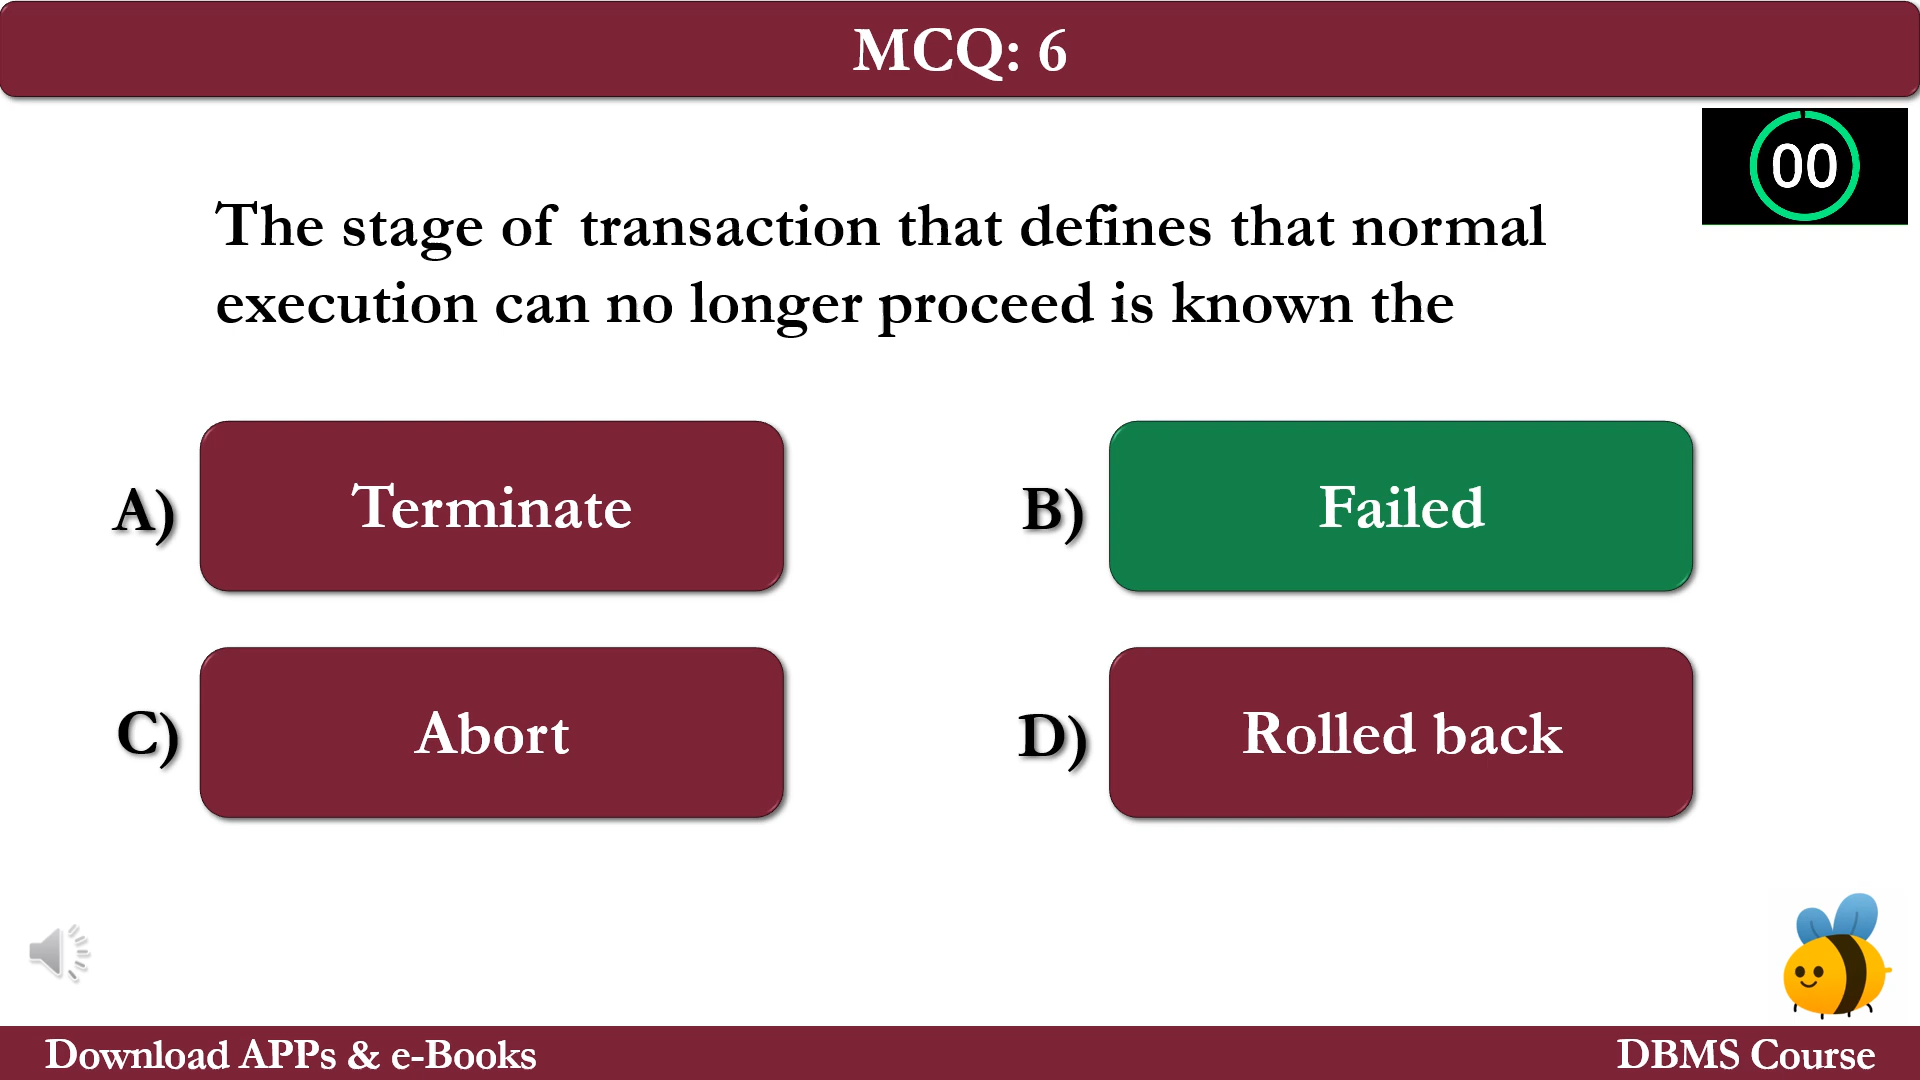 MCQ: 6
00
The stage of transaction that defines that normal
execution can no longer proceed is known the
A) Terminate
B) Failed
C) Abort
D) Rolled back
Download APPs & e-Books
DBMS Course